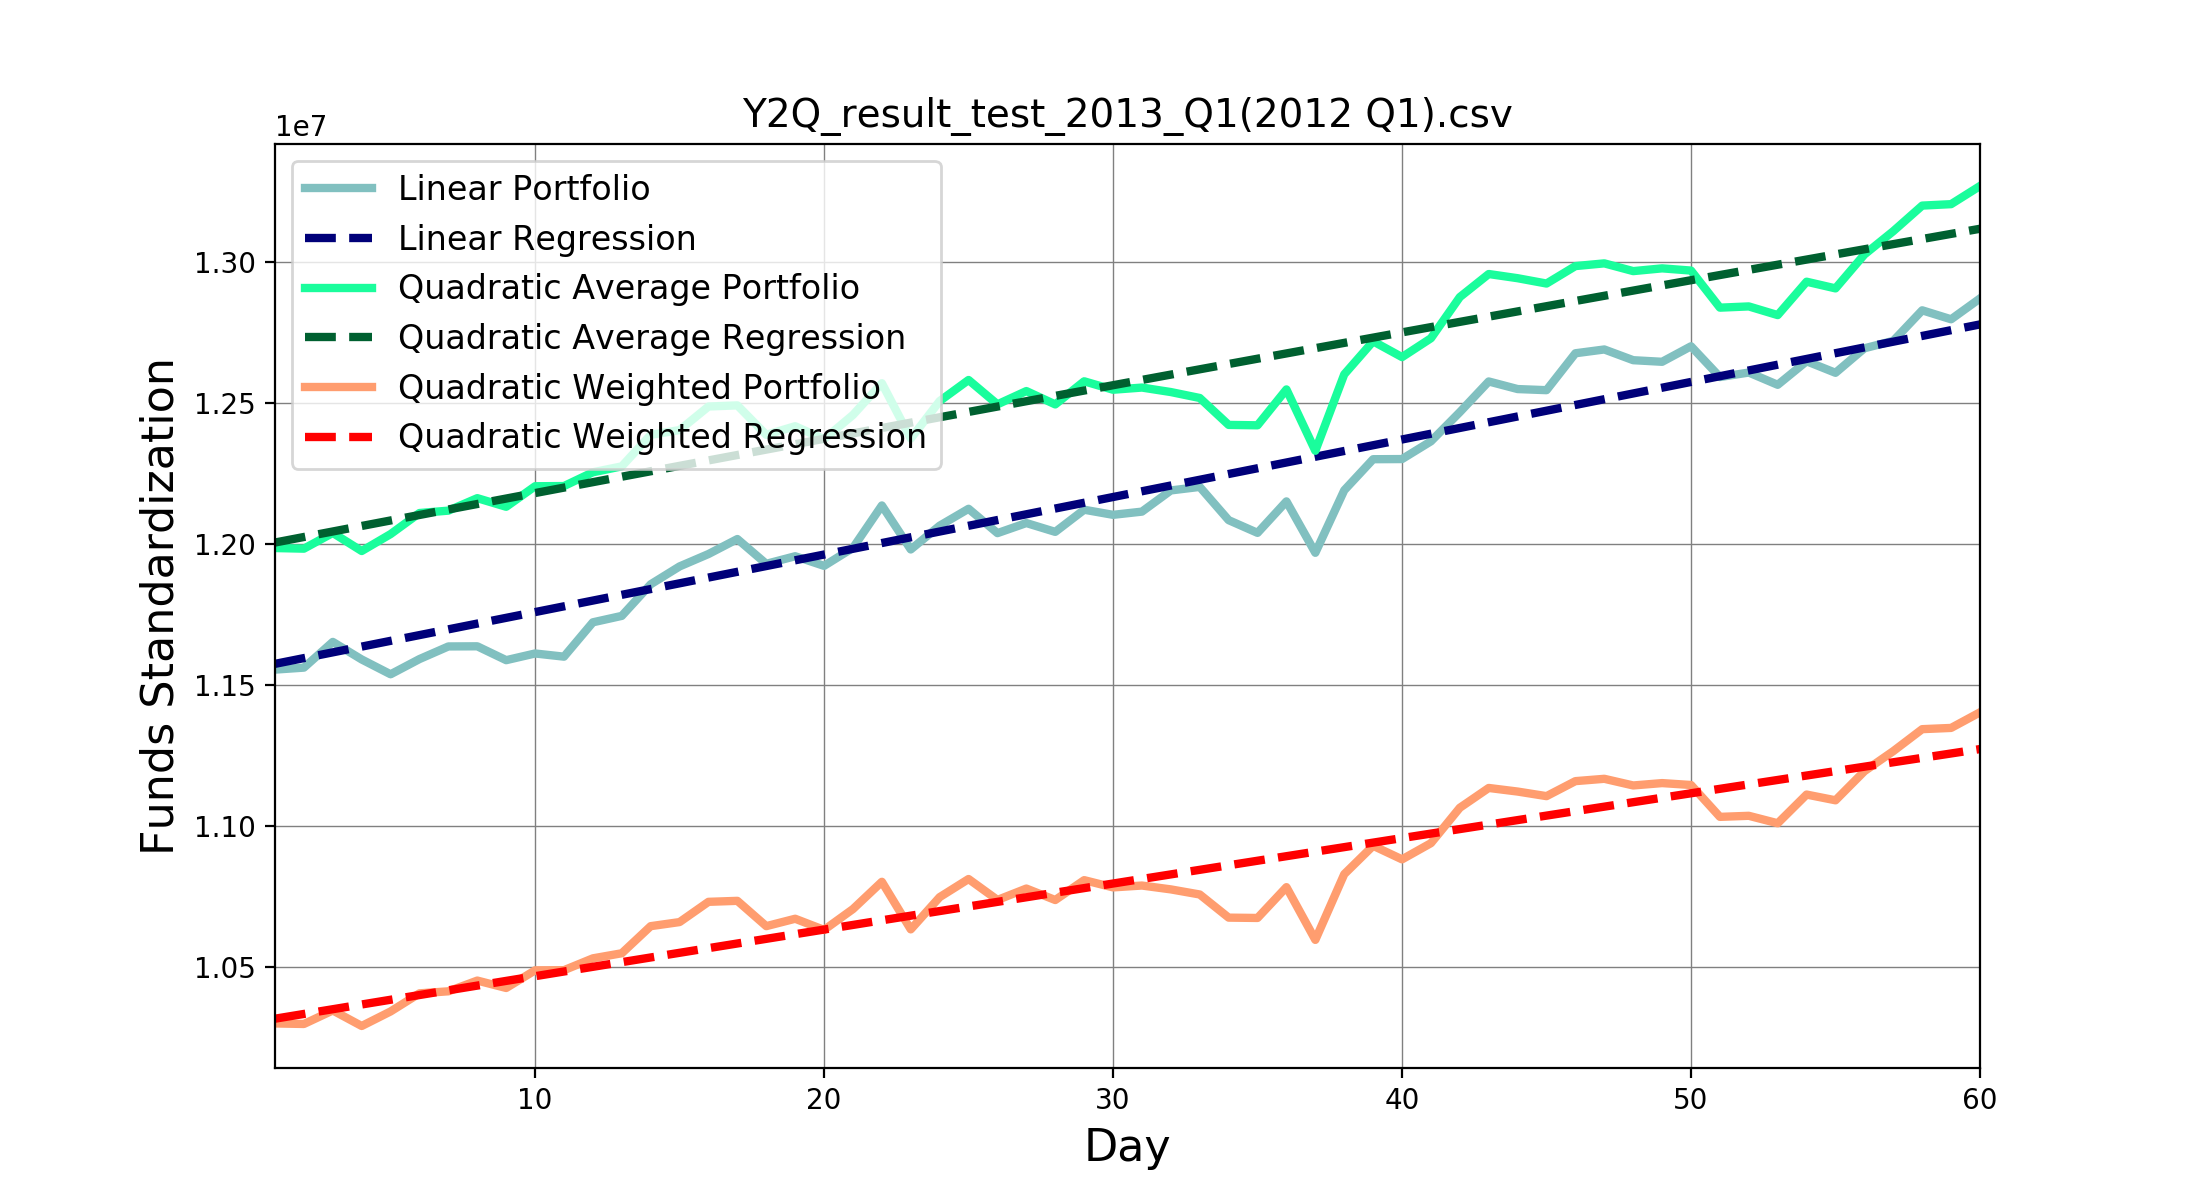 Y2Q_result_test_2013_Q1(2012 Q1).csv
1e7
Linear Portfolio
Linear Regression
Quadratic Average Portfolio
Quadratic Average Regression
Quadratic Weighted Portfolio
Quadratic Weighted Regression
1.30
1.25
1.20
1.15
1.10
1.05
Funds Standardization
10 20 30 40 50 60
Day